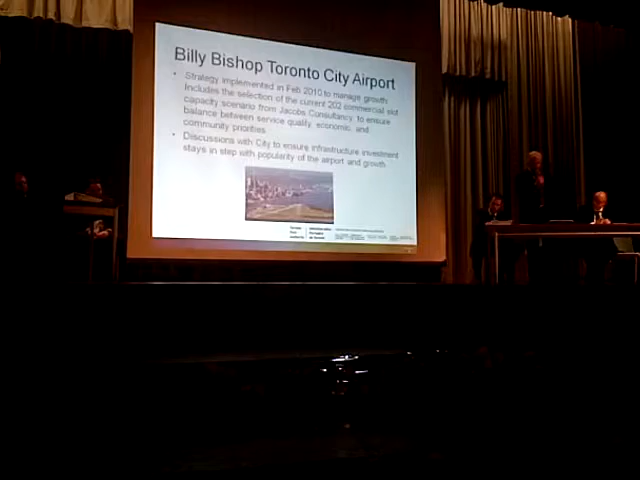 Billy Bishop Toronto City Airport
• Strategy implemented in Feb 2010 to manage growth.
Includes the selection of the current 202 commercial slot
capacity scenario from Jacobs Consultancy, to ensure
balance between service quality, economic, and
community priorities
• Discussions with City to ensure infrastructure investment
stays in step with popularity of the airport and growth